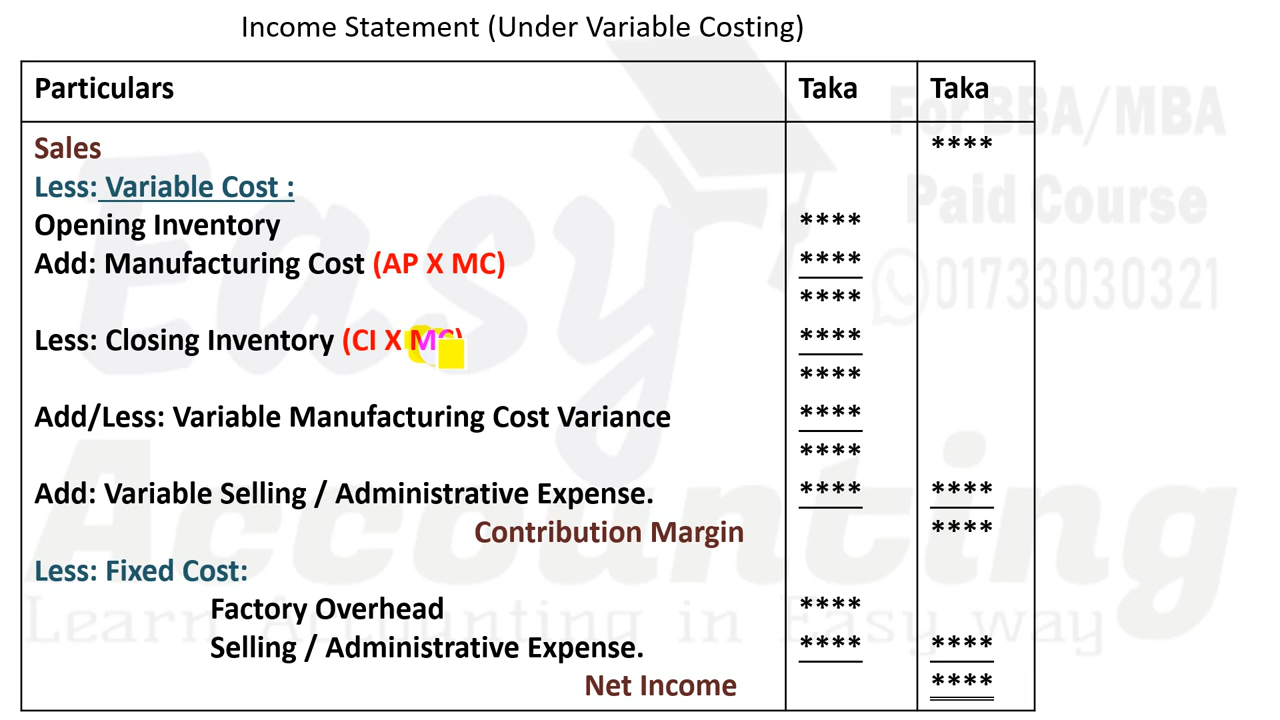 Income Statement (Under Variable Costing)
Particulars Taka Taka
Sales ****
Less: Variable Cost :
Opening Inventory ****
Add: Manufacturing Cost (AP X MC) ****
****
Less: Closing Inventory (CI X MC) ****
****
Add/Less: Variable Manufacturing Cost Variance ****
****
Add: Variable Selling / Administrative Expense. **** ****
Contribution Margin ****
Less: Fixed Cost:
Factory Overhead ****
Selling / Administrative Expense. **** ****
Net Income ****
For BBA/MBA
Paid Course
01733030321
Easy
Accounting
Learn Accounting in Easy way